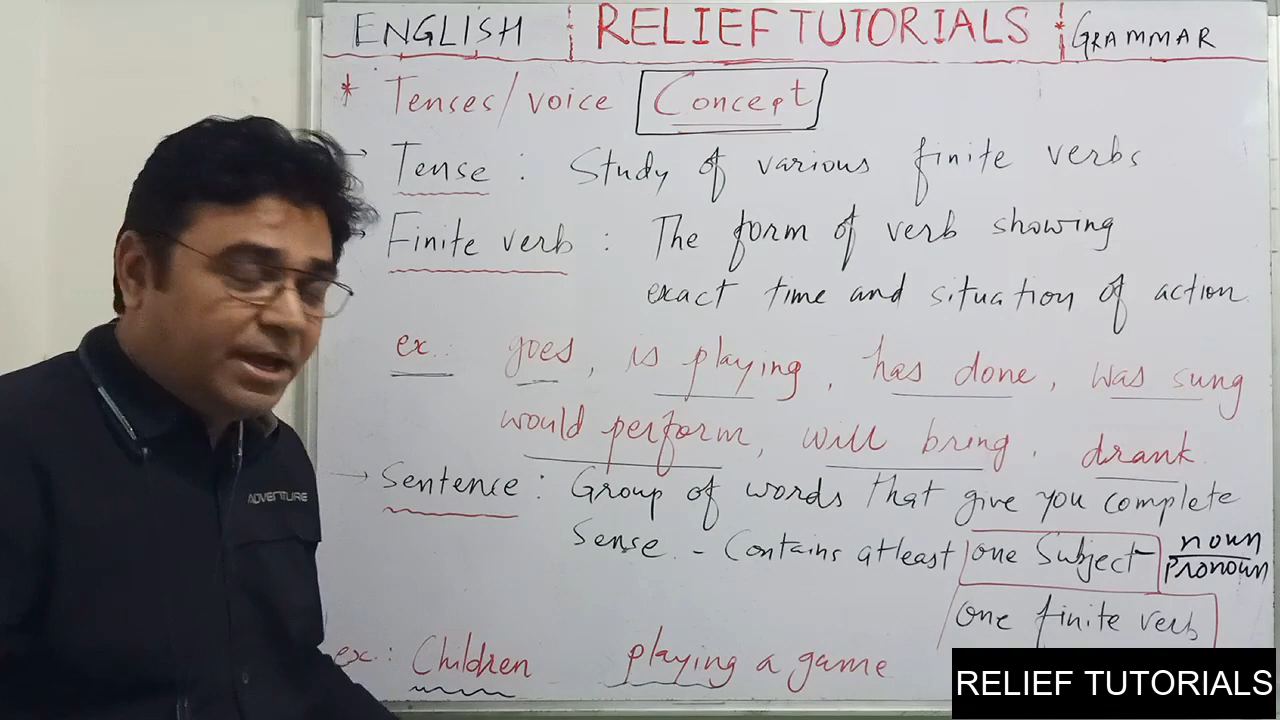 ENGLISH RELIEF TUTORIALS * GRAMMAR
* Tenses/voice Concept
→ Tense : Study of various finite verbs
→ Finite verb : The form of verb showing
exact time and situation of action
ex.: goes, is playing, has done, was sung
would perform, will bring, drank.
→ Sentence : Group of words that give you complete
Sense - Contains atleast one Subject noun
pronoun
one finite verb
ex.: Children playing a game
ADVENTURE
RELIEF TUTORIALS